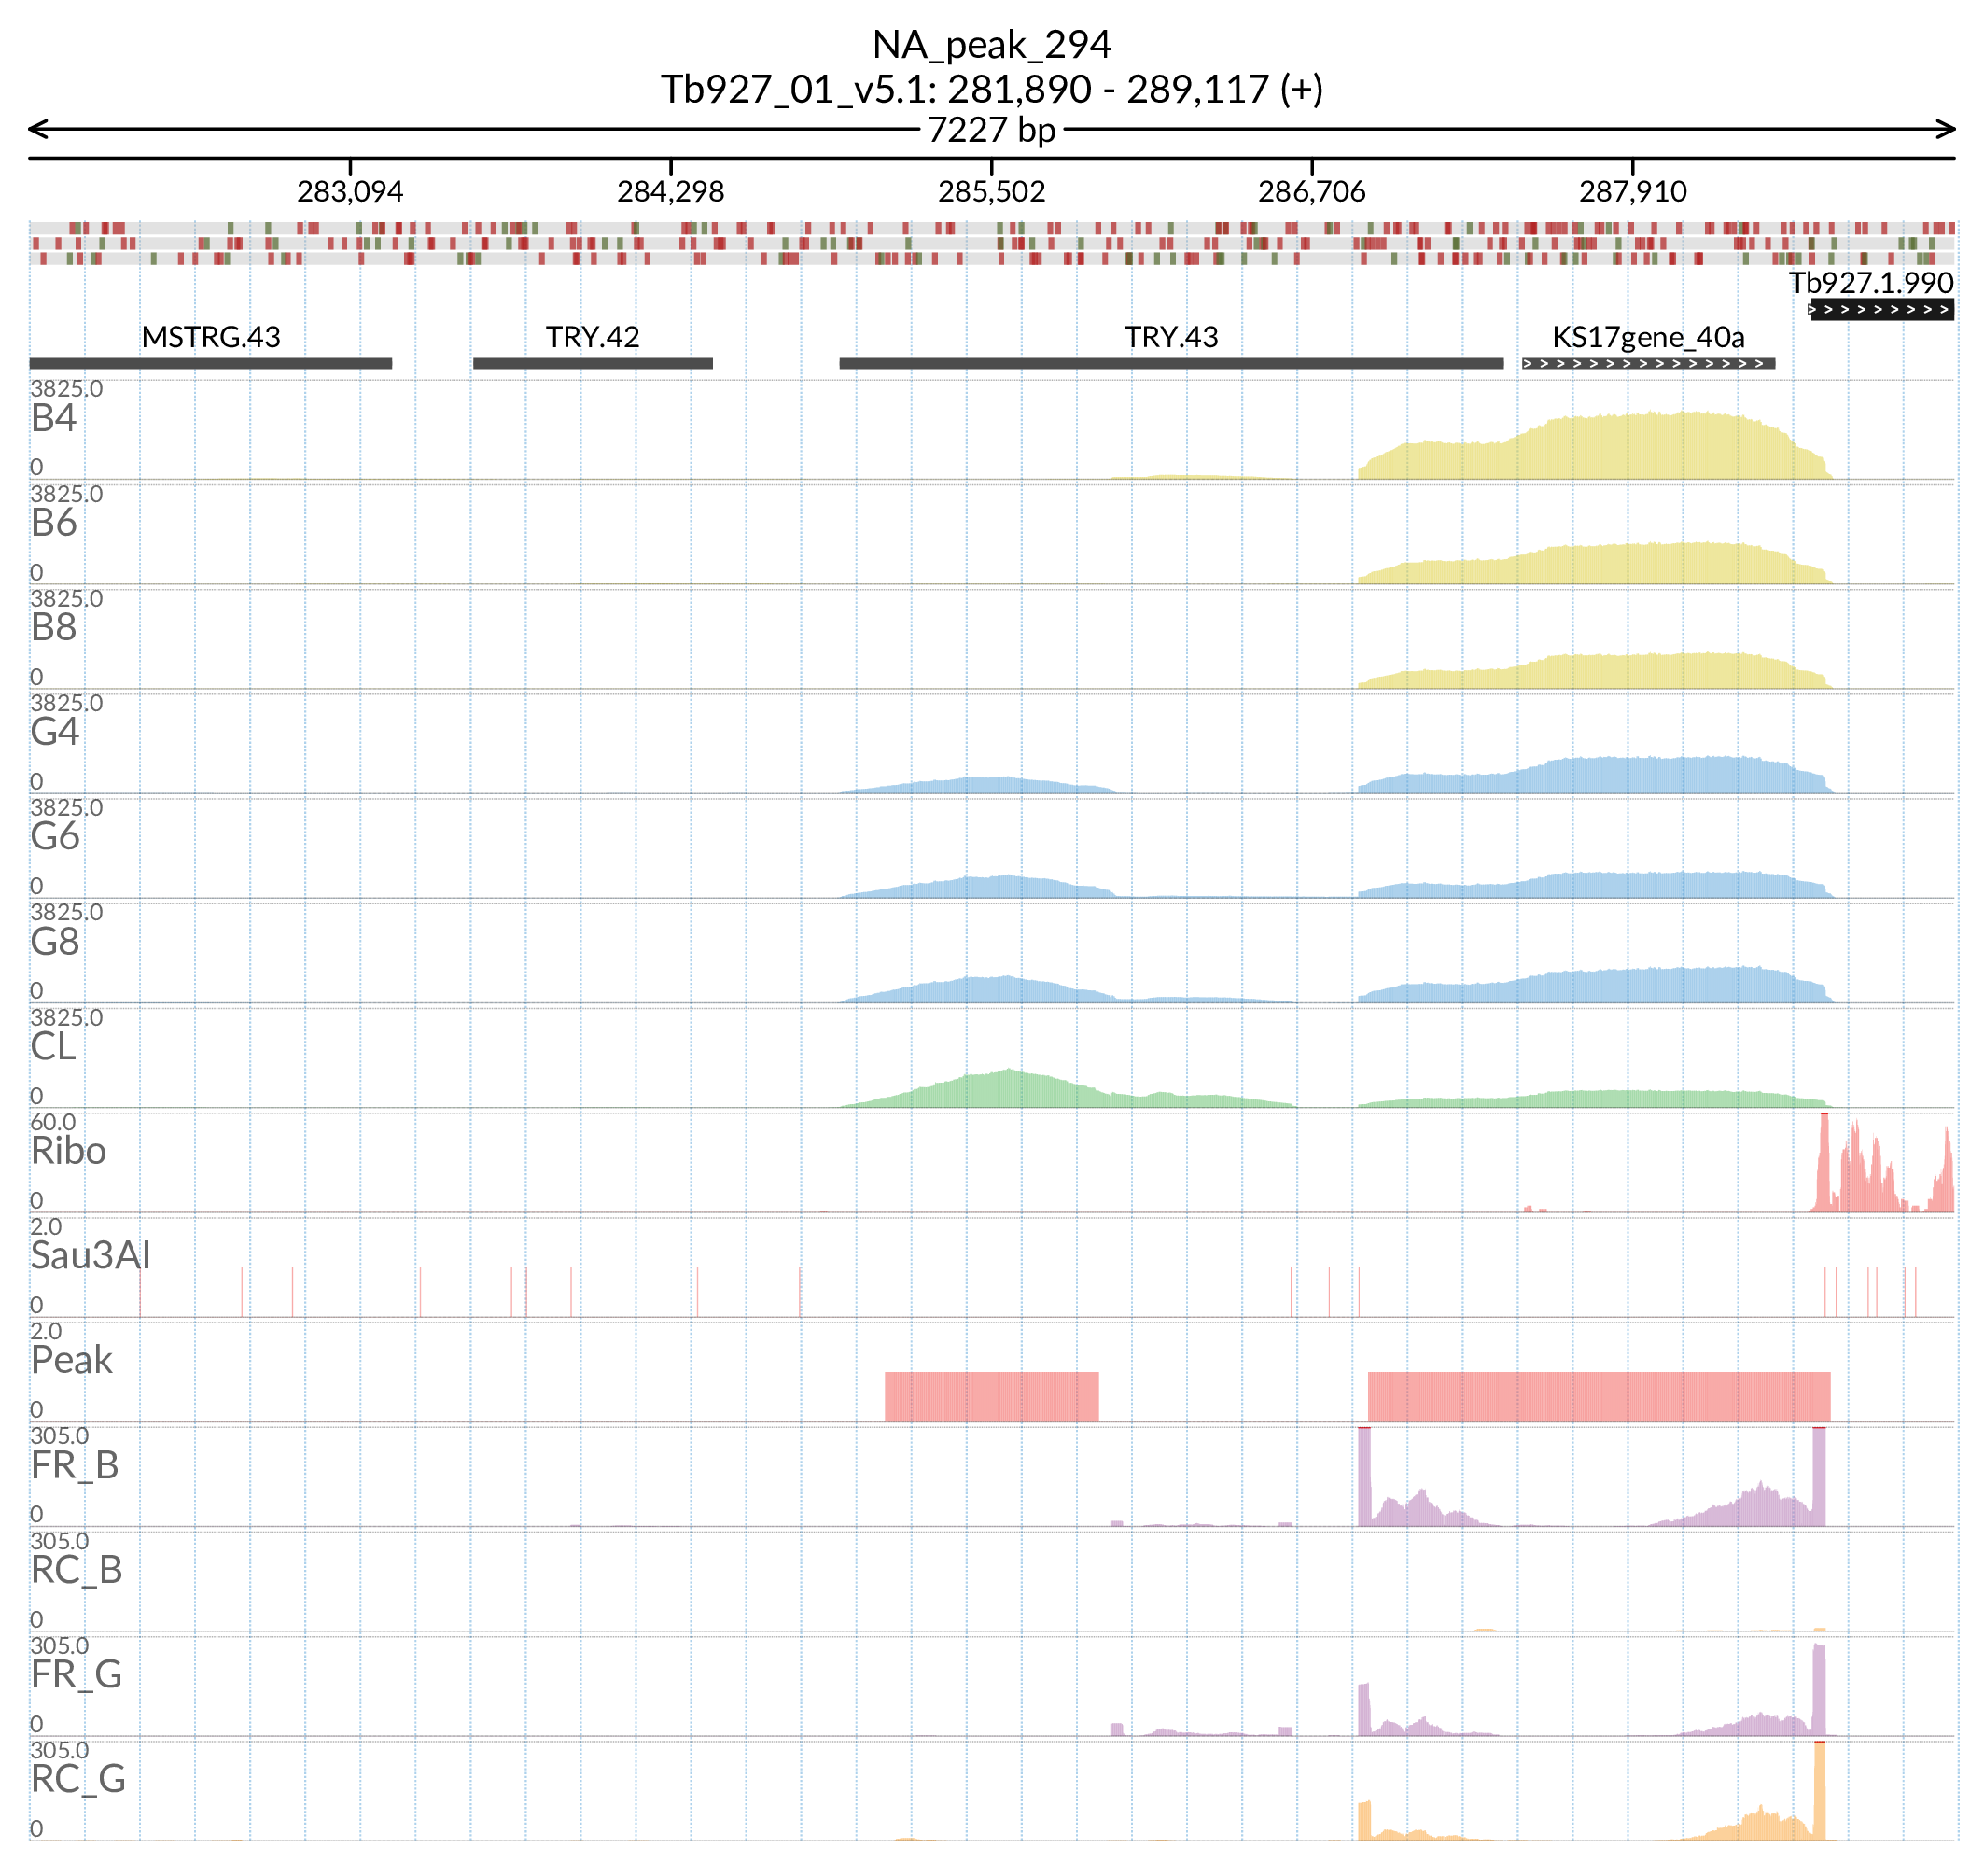 NA_peak_294
Tb927_01_v5.1: 281,890 - 289,117 (+)
7227 bp
283,094 284,298 285,502 286,706 287,910
Tb927.1.990
MSTRG.43 TRY.42 TRY.43 KS17gene_40a
3825.0
B4
0
3825.0
B6
0
3825.0
B8
0
3825.0
G4
0
3825.0
G6
0
3825.0
G8
0
3825.0
CL
0
60.0
Ribo
0
2.0
Sau3AI
0
2.0
Peak
0
305.0
FR_B
0
305.0
RC_B
0
305.0
FR_G
0
305.0
RC_G
0